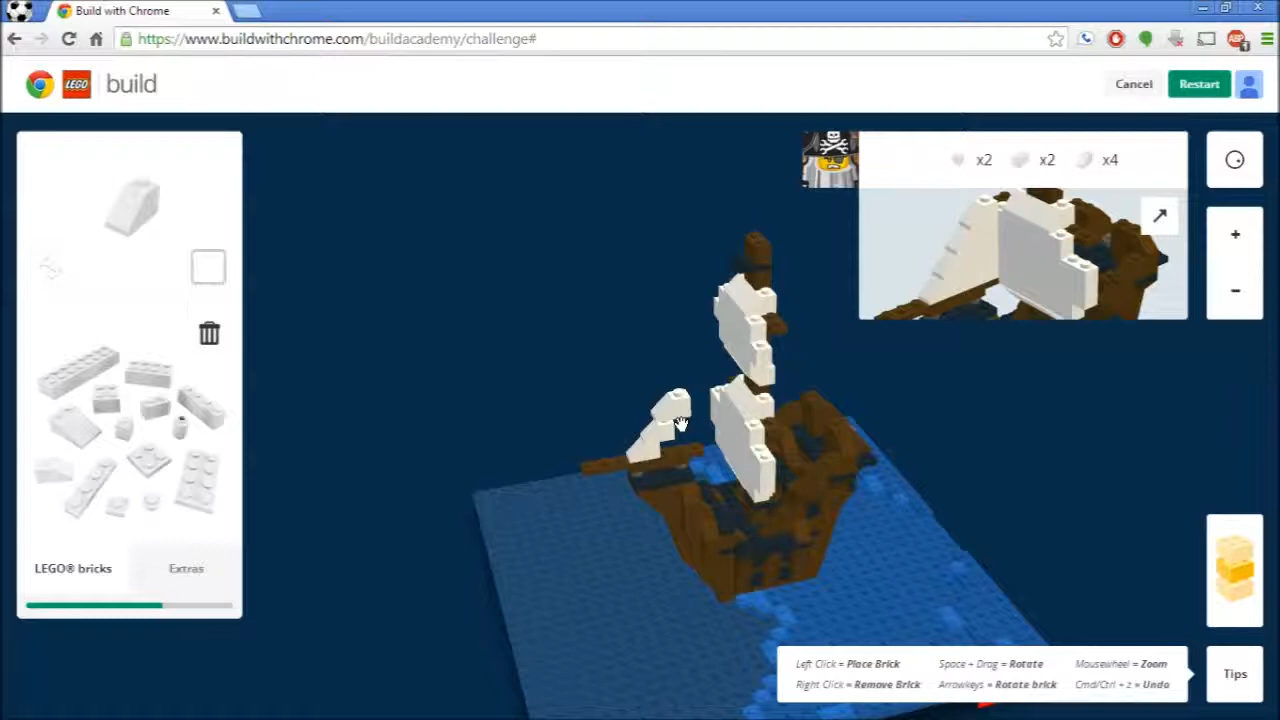 Build with Chrome
https://www.buildwithchrome.com/buildacademy/challenge#
LEGO build
Cancel
Restart
x2 x2 x4
LEGO® bricks
Extras
Left Click = Place Brick
Space + Drag = Rotate
Mousewheel = Zoom
Right Click = Remove Brick
Arrowkeys = Rotate brick
Cmd/Ctrl + z = Undo
Tips